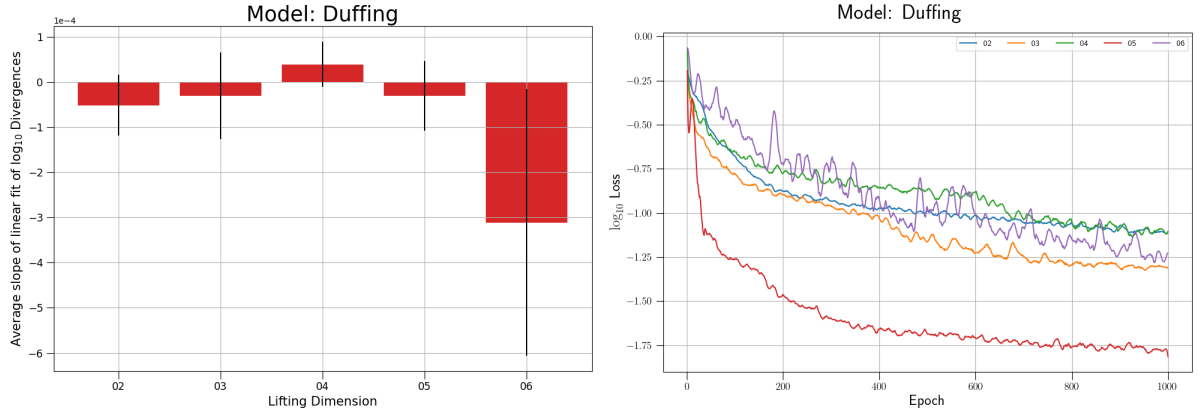 Model: Duffing
1e−4
1
0
−1
−2
−3
−4
−5
−6
Average slope of linear fit of log10 Divergences
02 03 04 05 06
Lifting Dimension
Model: Duffing
02 03 04 05 06
0.00
−0.25
−0.50
−0.75
−1.00
−1.25
−1.50
−1.75
log10 Loss
0 200 400 600 800 1000
Epoch